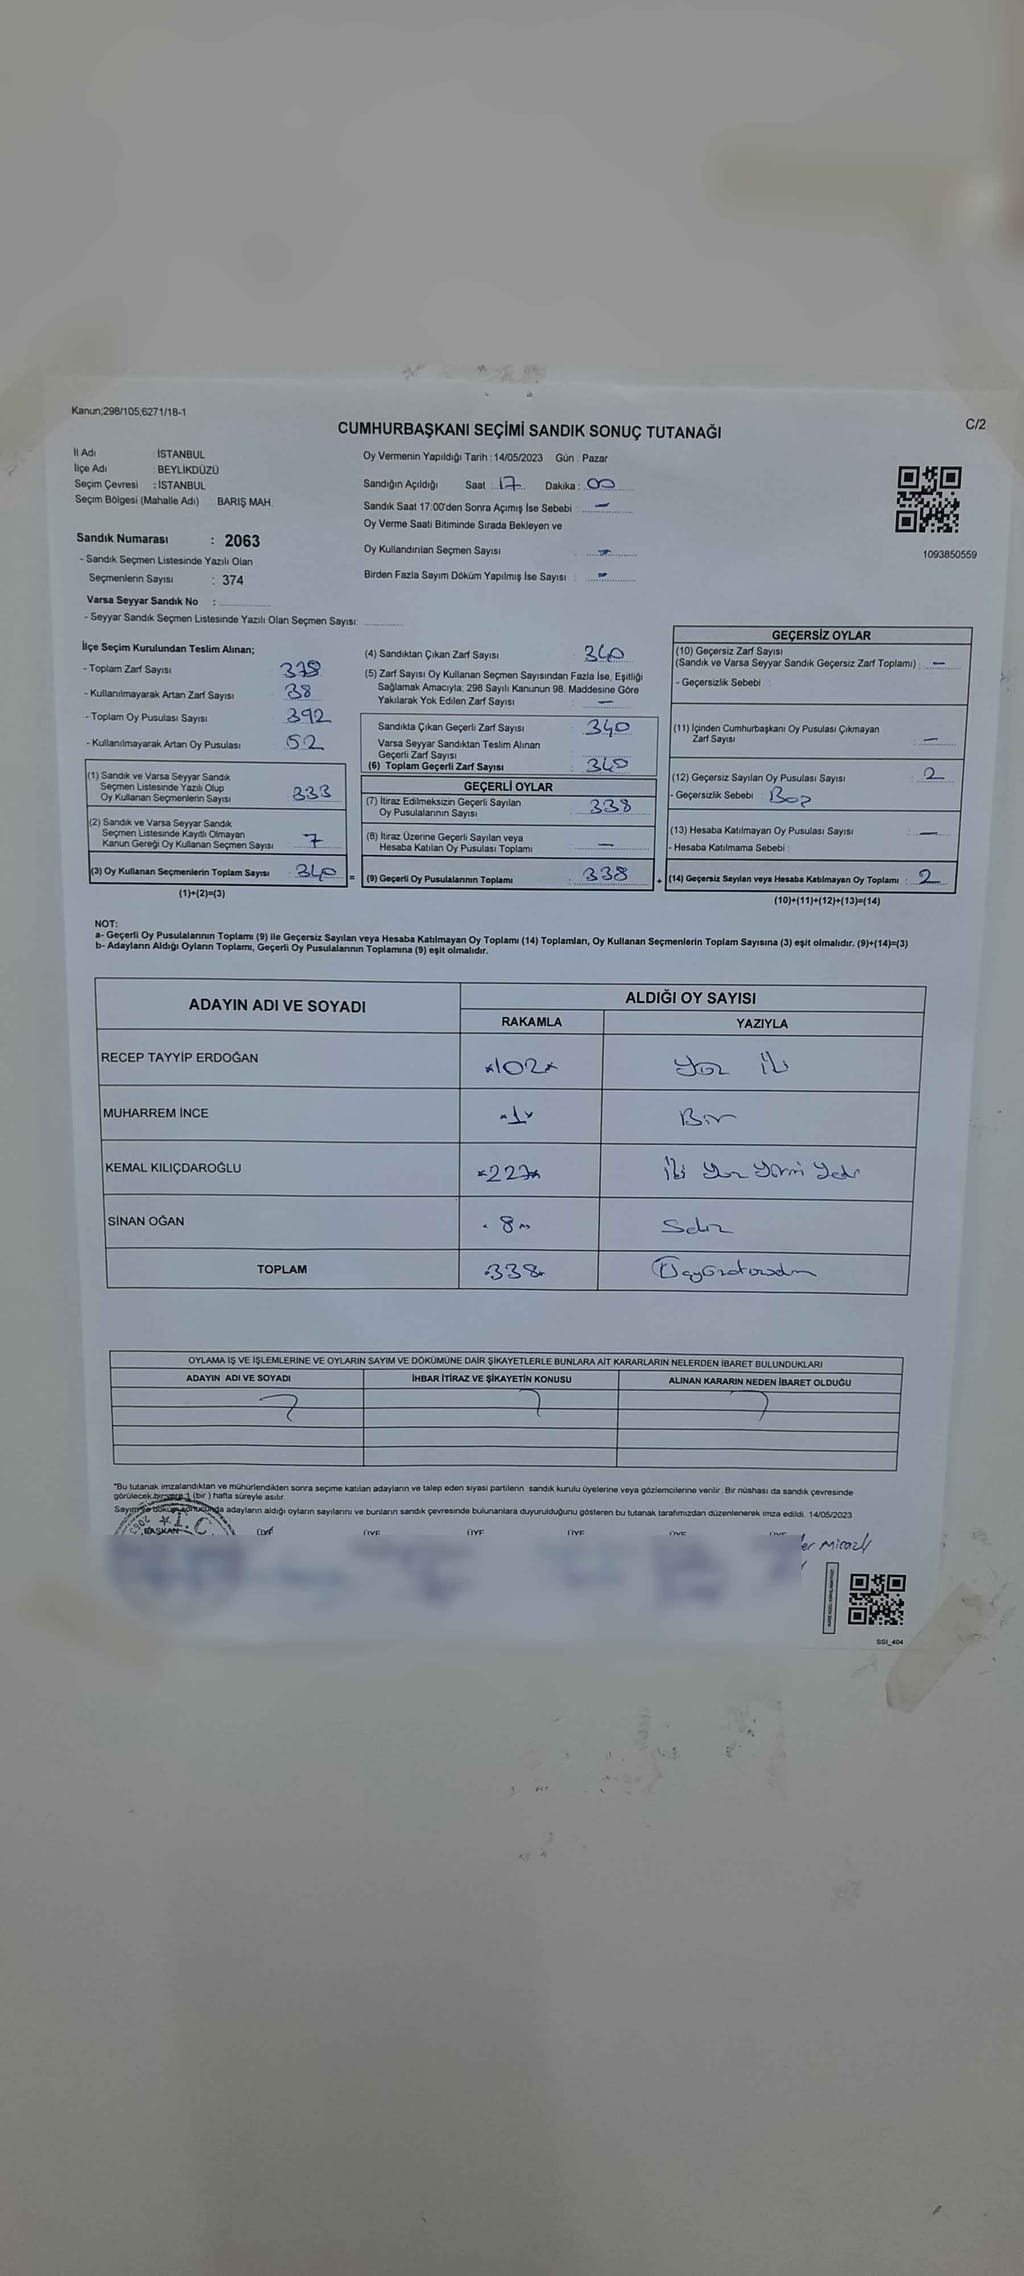 Kanun;298/105;6271/18-1
C/2
CUMHURBAŞKANI SEÇİMİ SANDIK SONUÇ TUTANAĞI
İl Adı : İSTANBUL
İlçe Adı : BEYLİKDÜZÜ
Seçim Çevresi : İSTANBUL
Seçim Bölgesi (Mahalle Adı) BARIŞ MAH.
Sandık Numarası : 2063
- Sandık Seçmen Listesinde Yazılı Olan
Seçmenlerin Sayısı : 374
Varsa Seyyar Sandık No :
- Seyyar Sandık Seçmen Listesinde Yazılı Olan Seçmen Sayısı:
Oy Vermenin Yapıldığı Tarih : 14/05/2023 Gün : Pazar
Sandığın Açıldığı Saat : 17 Dakika : 00
Sandık Saat 17:00'den Sonra Açımış İse Sebebi : —
Oy Verme Saati Bitiminde Sırada Bekleyen ve
Oy Kullandırılan Seçmen Sayısı : —
Birden Fazla Sayım Döküm Yapılmış İse Sayısı : —
1093850559
İlçe Seçim Kurulundan Teslim Alınan;
- Toplam Zarf Sayısı
- Kullanılmayarak Artan Zarf Sayısı : 38
- Toplam Oy Pusulası Sayısı : 392
- Kullanılmayarak Artan Oy Pusulası : 52
(1) Sandık ve Varsa Seyyar Sandık
Seçmen Listesinde Yazılı Olup
Oy Kullanan Seçmenlerin Sayısı : 333
(2) Sandık ve Varsa Seyyar Sandık
Seçmen Listesinde Kayıtlı Olmayan
Kanun Gereği Oy Kullanan Seçmen Sayısı : 7
(3) Oy Kullanan Seçmenlerin Toplam Sayısı : 340 =
(1)+(2)=(3)
(4) Sandıktan Çıkan Zarf Sayısı : 340
(5) Zarf Sayısı Oy Kullanan Seçmen Sayısından Fazla İse, Eşitliği
Sağlamak Amacıyla; 298 Sayılı Kanunun 98. Maddesine Göre
Yakılarak Yok Edilen Zarf Sayısı : —
Sandıkta Çıkan Geçerli Zarf Sayısı : 340
Varsa Seyyar Sandıktan Teslim Alınan
Geçerli Zarf Sayısı
(6) Toplam Geçerli Zarf Sayısı : 340
GEÇERLİ OYLAR
(7) İtiraz Edilmeksizin Geçerli Sayılan
Oy Pusulalarının Sayısı : 338
(8) İtiraz Üzerine Geçerli Sayılan veya
Hesaba Katılan Oy Pusulası Toplamı : —
(9) Geçerli Oy Pusulalarının Toplamı : 338 +
GEÇERSİZ OYLAR
(10) Geçersiz Zarf Sayısı
(Sandık ve Varsa Seyyar Sandık Geçersiz Zarf Toplamı) : —
- Geçersizlik Sebebi :
(11) İçinden Cumhurbaşkanı Oy Pusulası Çıkmayan
Zarf Sayısı : —
(12) Geçersiz Sayılan Oy Pusulası Sayısı : 2
- Geçersizlik Sebebi : Boş
(13) Hesaba Katılmayan Oy Pusulası Sayısı : —
- Hesaba Katılmama Sebebi :
(14) Geçersiz Sayılan veya Hesaba Katılmayan Oy Toplamı : 2
(10)+(11)+(12)+(13)=(14)
NOT:
a- Geçerli Oy Pusulalarının Toplamı (9) ile Geçersiz Sayılan veya Hesaba Katılmayan Oy Toplamı (14) Toplamları, Oy Kullanan Seçmenlerin Toplam Sayısına (3) eşit olmalıdır. (9)+(14)=(3)
b- Adayların Aldığı Oyların Toplamı, Geçerli Oy Pusulalarının Toplamına (9) eşit olmalıdır.
ADAYIN ADI VE SOYADI ALDIĞI OY SAYISI
RAKAMLA YAZIYLA
RECEP TAYYİP ERDOĞAN *102* Yüz iki
MUHARREM İNCE *1* Bir
KEMAL KILIÇDAROĞLU *227* iki Yüz Yirmi Yedi
SİNAN OĞAN *8* Sekiz
TOPLAM *338* Üçyüzotuzsekiz
OYLAMA İŞ VE İŞLEMLERİNE VE OYLARIN SAYIM VE DÖKÜMÜNE DAİR ŞİKAYETLERLE BUNLARA AİT KARARLARIN NELERDEN İBARET BULUNDUKLARI
ADAYIN ADI VE SOYADI İHBAR İTİRAZ VE ŞİKAYETİN KONUSU ALINAN KARARIN NEDEN İBARET OLDUĞU
*Bu tutanak imzalandıktan ve mühürlendikten sonra seçime katılan adayların ve talep eden siyasi partilerin sandık kurulu üyelerine veya gözlemcilerine verilir. Bir nüshası da sandık çevresinde
görülecek bir yere 1 (bir) hafta süreyle asılır.
Sayım ve döküm sonucunda adayların aldığı oyların sayılarını ve bunların sandık çevresinde bulunanlara duyurulduğunu gösteren bu tutanak tarafımızdan düzenlenerek imza edildi. 14/05/2023
BAŞKAN ÜYE ÜYE ÜYE ÜYE ÜYE
T.C.
2063
SSI_404